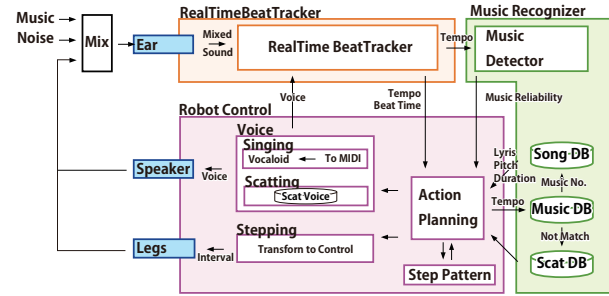 RealTimeBeatTracker
Music Recognizer
Music
Noise
Mix
Ear
Mixed
Sound
RealTime BeatTracker
Tempo
Music
Detector
Voice
Tempo
Beat Time
Music Reliability
Robot Control
Voice
Singing
Vocaloid
To MIDI
Scatting
Scat Voice
Speaker
Voice
Action
Planning
Lyris
Pitch
Duration
Song DB
Music No.
Tempo
Music DB
Not Match
Scat DB
Stepping
Transforn to Control
Legs
Interval
Step Pattern